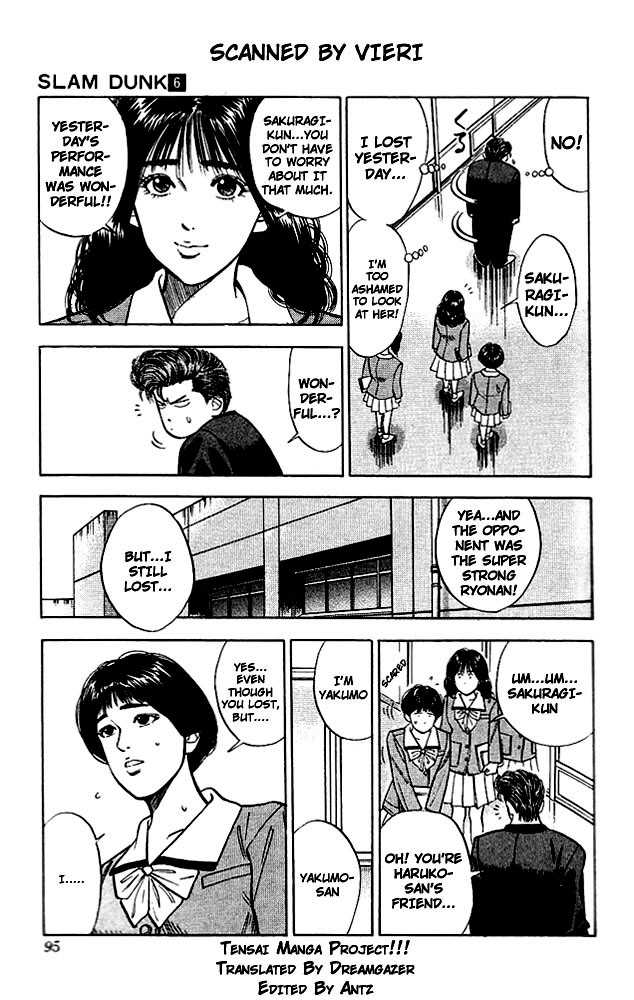 SCANNED BY VIERI
SLAM DUNK 6
NO!
I LOST
YESTER-
DAY...
くる
SAKU-
RAGI-
KUN...
I'M
TOO
ASHAMED
TO LOOK
AT HER!
SAKURAGI-
KUN...YOU
DON'T HAVE
TO WORRY
ABOUT IT
THAT MUCH.
YESTER-
DAY'S
PERFOR-
MANCE
WAS WON-
DERFUL!!
WON-
DER-
FUL...?
YEA...AND
THE OPPO-
NENT WAS
THE SUPER
STRONG
RYONAN!
BUT...I
STILL
LOST...
UM...UM...
SAKURAGI-
KUN
SCARED
OH! YOU'RE
HARUKO-
SAN'S
FRIEND...
I'M
YAKUMO
YAKUMO-
SAN
YES...
EVEN
THOUGH
YOU LOST,
BUT....
I.....
95
TENSAI MANGA PROJECT!!!
TRANSLATED BY DREAMGAZER
EDITED BY ANTZ